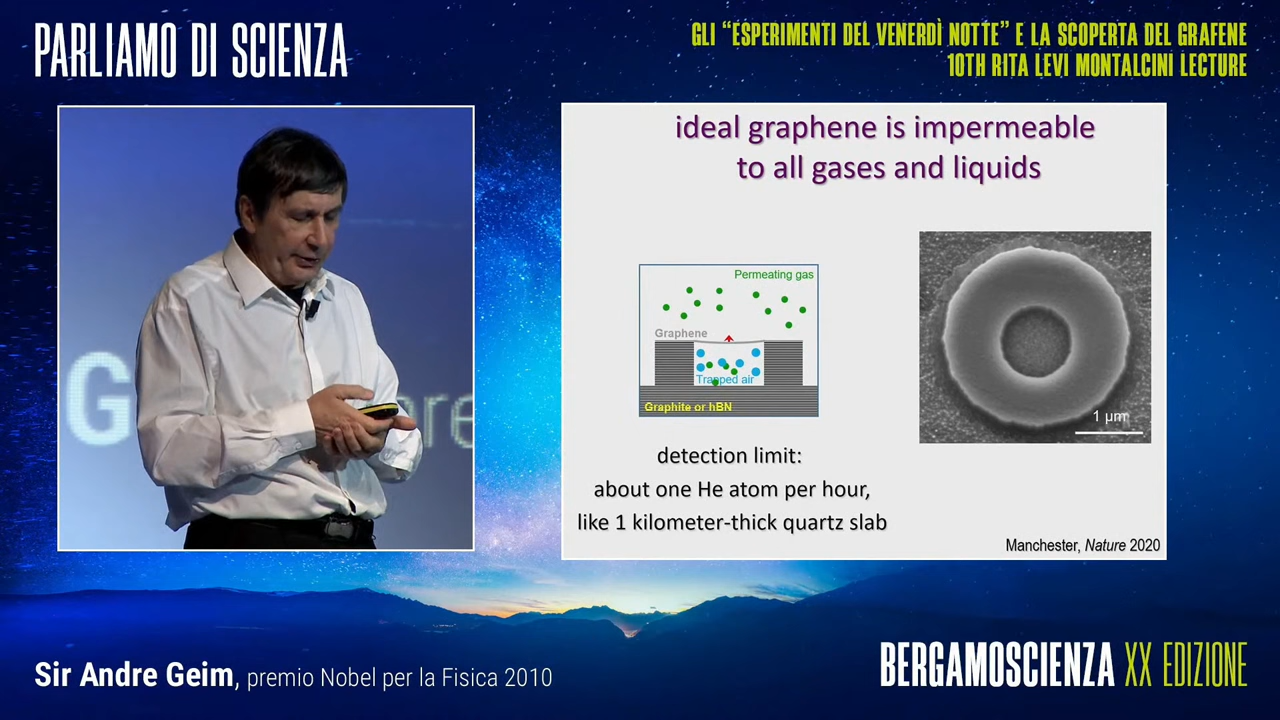 PARLIAMO DI SCIENZA
GLI “ESPERIMENTI DEL VENERDÌ NOTTE” E LA SCOPERTA DEL GRAFENE
10TH RITA LEVI MONTALCINI LECTURE
ideal graphene is impermeable
to all gases and liquids
Permeating gas
Graphene
Trapped air
Graphite or hBN
1 µm
detection limit:
about one He atom per hour,
like 1 kilometer-thick quartz slab
Manchester, Nature 2020
Sir Andre Geim, premio Nobel per la Fisica 2010
BERGAMOSCIENZA XX EDIZIONE